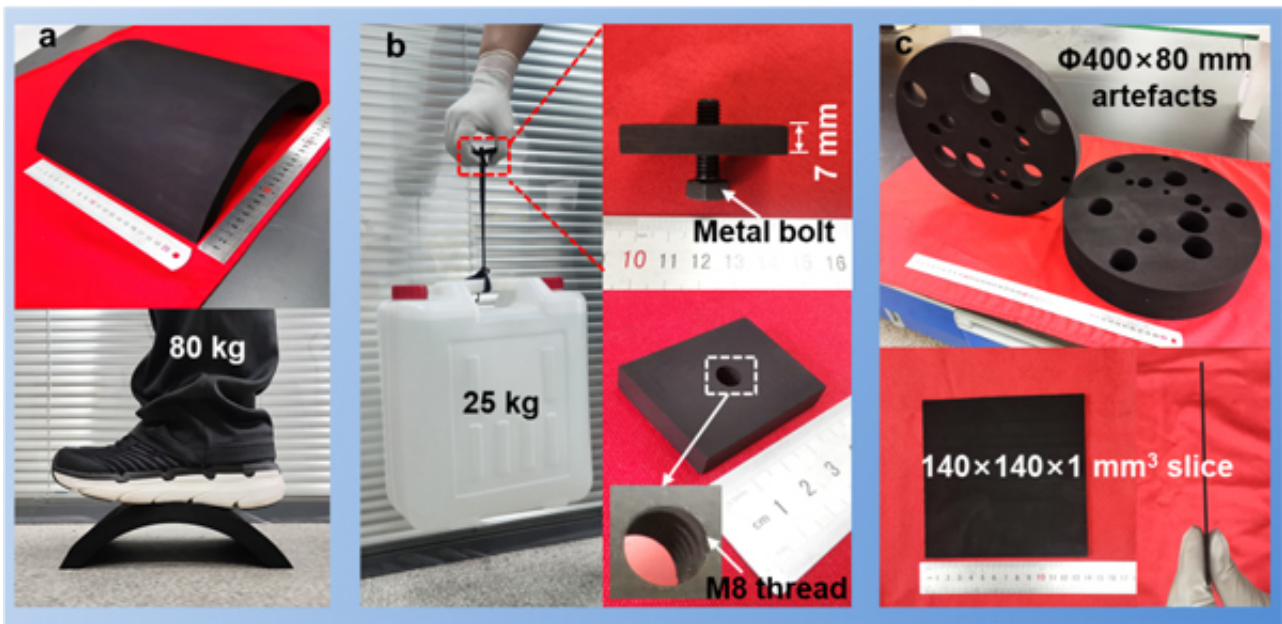 a
80 kg
b
25 kg
7 mm
Metal bolt
10 11 12 13 14 15 16
cm 1 2 3
M8 thread
c
Φ400×80 mm
artefacts
140×140×1 mm³ slice